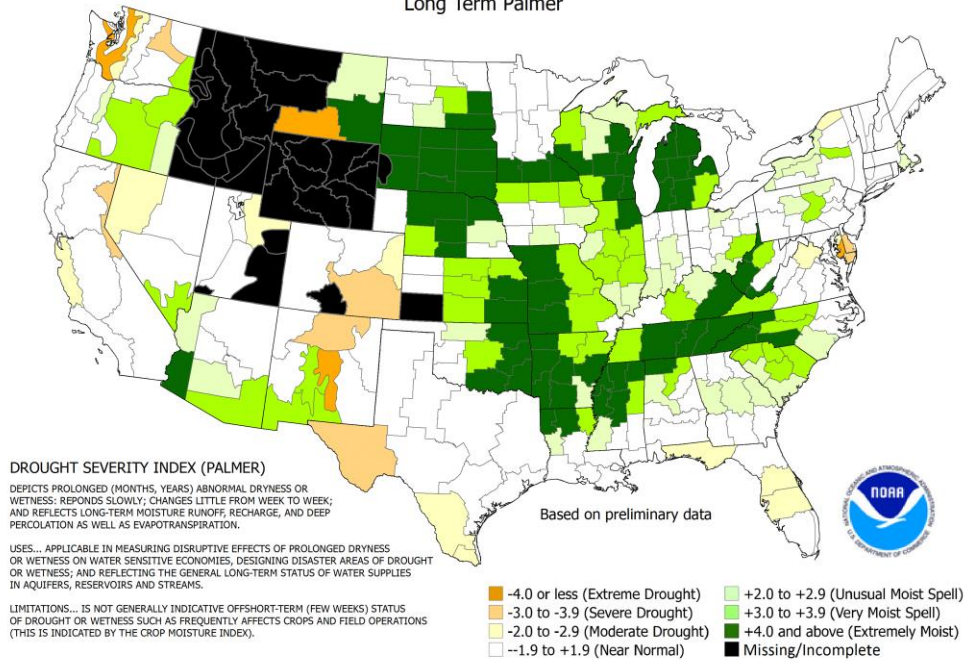 Long Term Palmer
DROUGHT SEVERITY INDEX (PALMER)
DEPICTS PROLONGED (MONTHS, YEARS) ABNORMAL DRYNESS OR
WETNESS: REPONDS SLOWLY; CHANGES LITTLE FROM WEEK TO WEEK;
AND REFLECTS LONG-TERM MOISTURE RUNOFF, RECHARGE, AND DEEP
PERCOLATION AS WELL AS EVAPOTRANSPIRATION.
USES... APPLICABLE IN MEASURING DISRUPTIVE EFFECTS OF PROLONGED DRYNESS
OR WETNESS ON WATER SENSITIVE ECONOMIES, DESIGNING DISASTER AREAS OF DROUGHT
OR WETNESS; AND REFLECTING THE GENERAL LONG-TERM STATUS OF WATER SUPPLIES
IN AQUIFERS, RESERVOIRS AND STREAMS.
LIMITATIONS... IS NOT GENERALLY INDICATIVE OFFSHORT-TERM (FEW WEEKS) STATUS
OF DROUGHT OR WETNESS SUCH AS FREQUENTLY AFFECTS CROPS AND FIELD OPERATIONS
(THIS IS INDICATED BY THE CROP MOISTURE INDEX).
Based on preliminary data
NATIONAL OCEANIC AND ATMOSPHERIC ADMINISTRATION
NOAA
U.S. DEPARTMENT OF COMMERCE
-4.0 or less (Extreme Drought)
-3.0 to -3.9 (Severe Drought)
-2.0 to -2.9 (Moderate Drought)
--1.9 to +1.9 (Near Normal)
+2.0 to +2.9 (Unusual Moist Spell)
+3.0 to +3.9 (Very Moist Spell)
+4.0 and above (Extremely Moist)
Missing/Incomplete